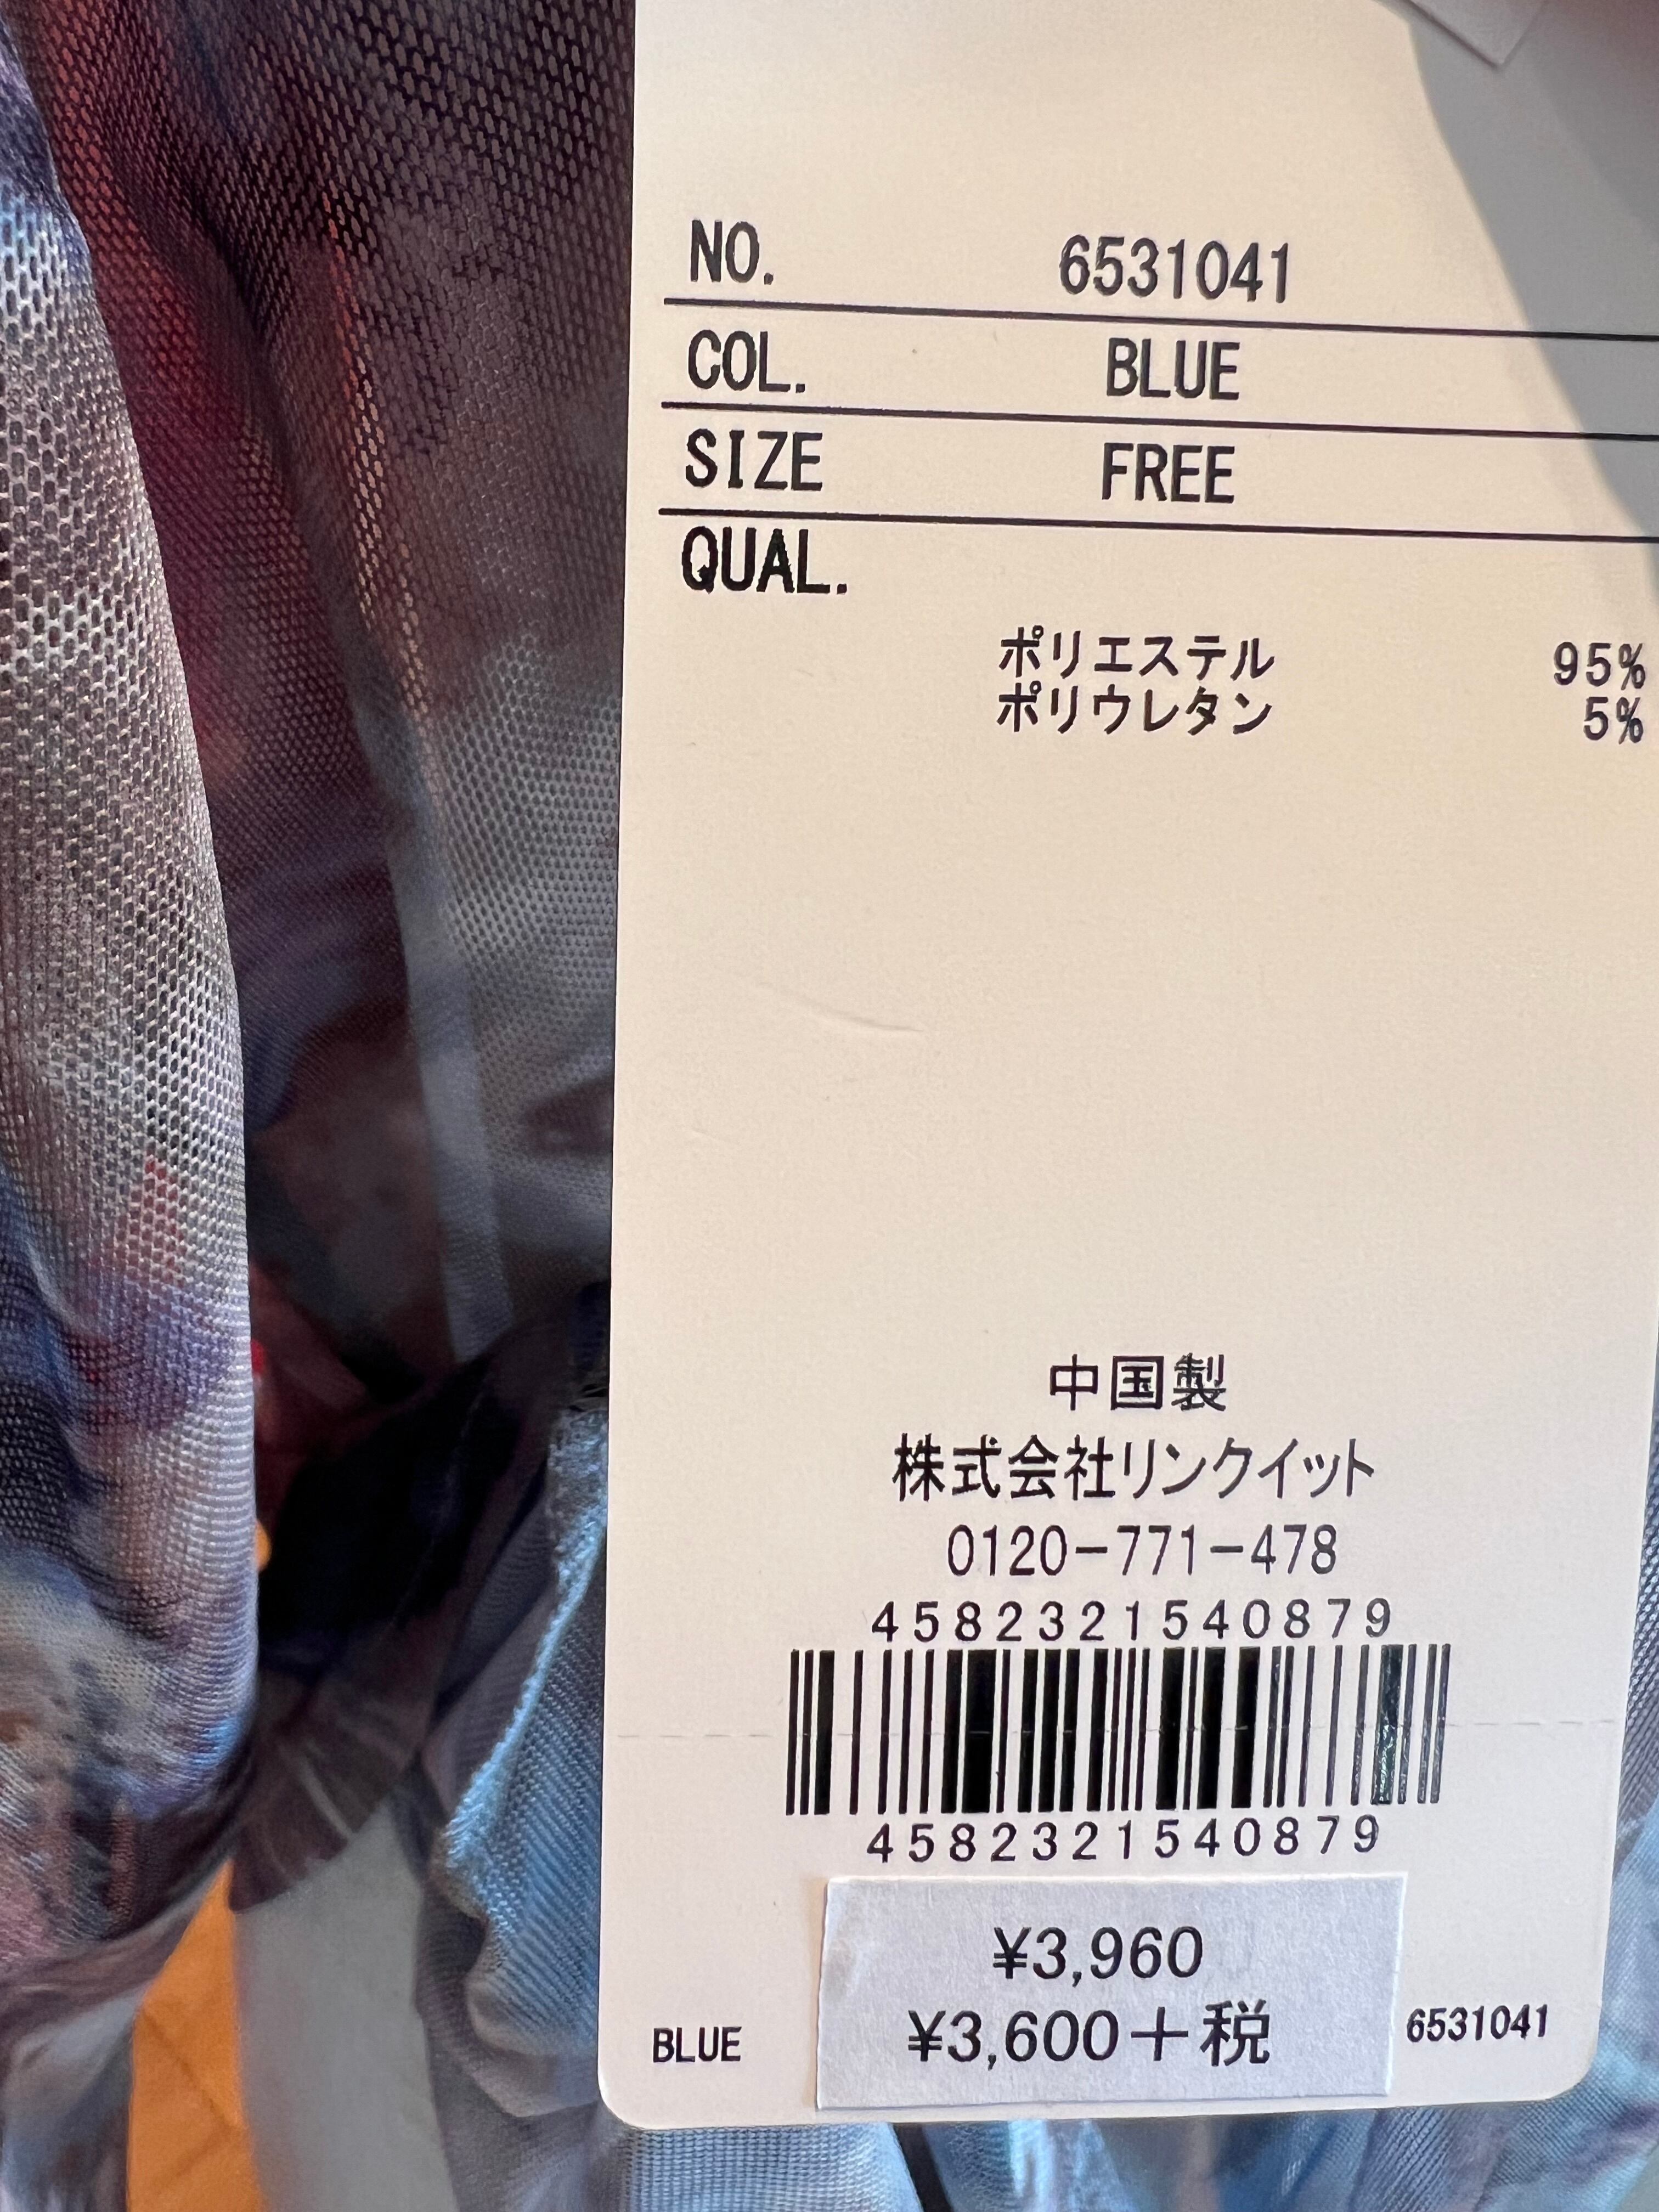 NO. 6531041
COL. BLUE
SIZE FREE
QUAL.
ポリエステル 95%
ポリウレタン 5%
中国製
株式会社リンクイット
0120-771-478
4582321540879
4582321540879
¥3,960
¥3,600+税
BLUE
6531041